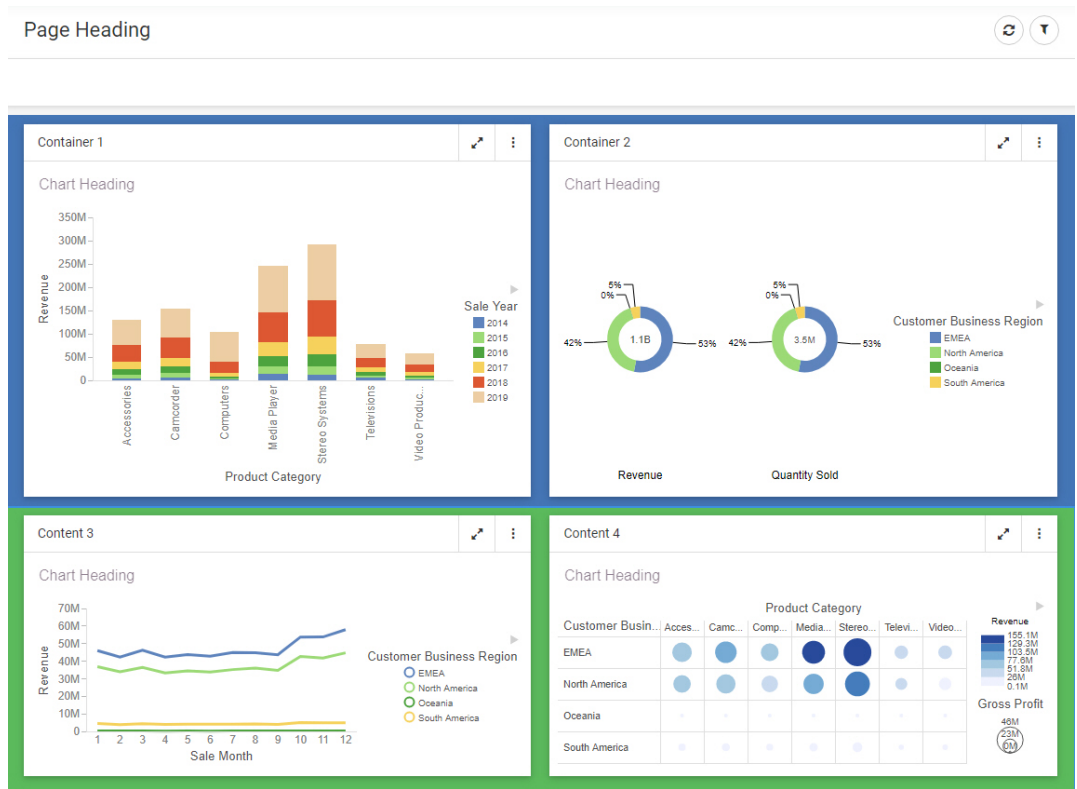 Page Heading
Container 1
Chart Heading
350M
300M
250M
200M
150M
100M
50M
0
Revenue
Accessories
Camcorder
Computers
Media Player
Stereo Systems
Televisions
Video Produc...
Product Category
Sale Year
2014
2015
2016
2017
2018
2019
Container 2
Chart Heading
5%
0%
42%
1.1B
53%
Revenue
5%
0%
42%
3.5M
53%
Quantity Sold
Customer Business Region
EMEA
North America
Oceania
South America
Content 3
Chart Heading
70M
60M
50M
40M
30M
20M
10M
0
Revenue
1 2 3 4 5 6 7 8 9 10 11 12
Sale Month
Customer Business Region
EMEA
North America
Oceania
South America
Content 4
Chart Heading
Product Category
Customer Busin... Acces... Camc... Comp... Media... Stereo... Televi... Video...
EMEA
North America
Oceania
South America
Revenue
155.1M
129.3M
103.5M
77.6M
51.8M
26M
0.1M
Gross Profit
46M
23M
0M